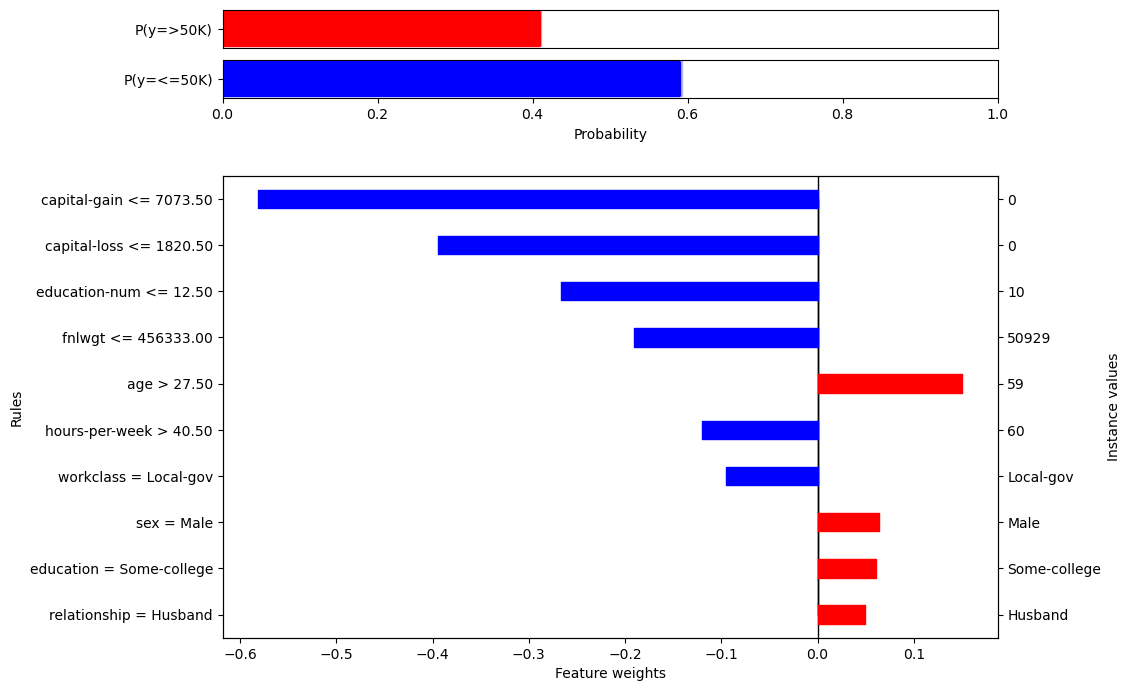 P(y=>50K)
P(y=<=50K)
0.0 0.2 0.4 0.6 0.8 1.0
Probability
capital-gain <= 7073.50 0
capital-loss <= 1820.50 0
education-num <= 12.50 10
fnlwgt <= 456333.00 50929
age > 27.50 59
hours-per-week > 40.50 60
workclass = Local-gov Local-gov
sex = Male Male
education = Some-college Some-college
relationship = Husband Husband
Rules
Instance values
−0.6 −0.5 −0.4 −0.3 −0.2 −0.1 0.0 0.1
Feature weights